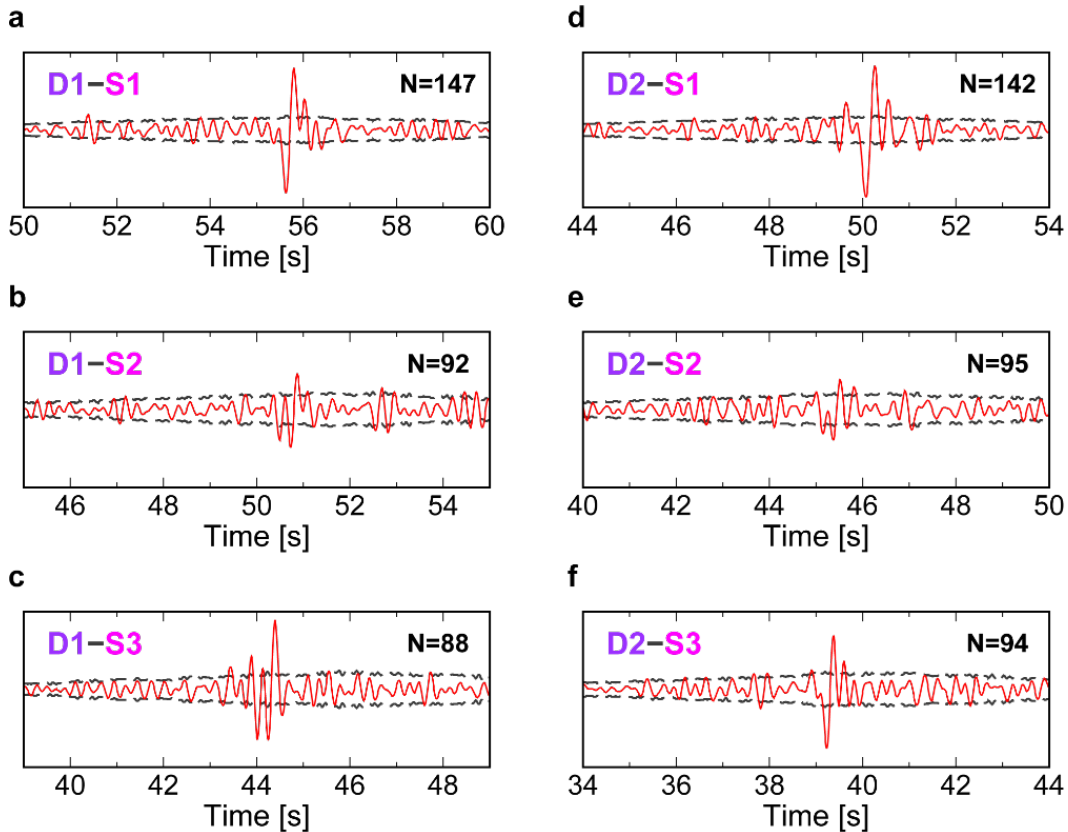 a
D1−S1 N=147
50 52 54 56 58 60
Time [s]
d
D2−S1 N=142
44 46 48 50 52 54
Time [s]
b
D1−S2 N=92
46 48 50 52 54
Time [s]
e
D2−S2 N=95
40 42 44 46 48 50
Time [s]
c
D1−S3 N=88
40 42 44 46 48
Time [s]
f
D2−S3 N=94
34 36 38 40 42 44
Time [s]